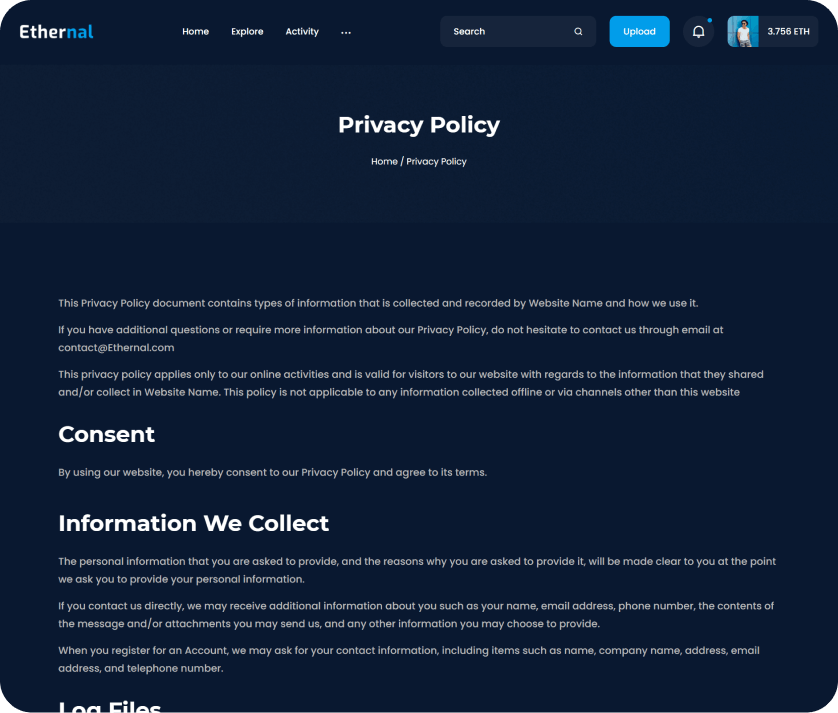 Ethernal
Home Explore Activity ...
Search
Upload
3.756 ETH
Privacy Policy
Home / Privacy Policy
This Privacy Policy document contains types of information that is collected and recorded by Website Name and how we use it.
If you have additional questions or require more information about our Privacy Policy, do not hesitate to contact us through email at
contact@Ethernal.com
This privacy policy applies only to our online activities and is valid for visitors to our website with regards to the information that they shared
and/or collect in Website Name. This policy is not applicable to any information collected offline or via channels other than this website
Consent
By using our website, you hereby consent to our Privacy Policy and agree to its terms.
Information We Collect
The personal information that you are asked to provide, and the reasons why you are asked to provide it, will be made clear to you at the point
we ask you to provide your personal information.
If you contact us directly, we may receive additional information about you such as your name, email address, phone number, the contents of
the message and/or attachments you may send us, and any other information you may choose to provide.
When you register for an Account, we may ask for your contact information, including items such as name, company name, address, email
address, and telephone number.
Log Files